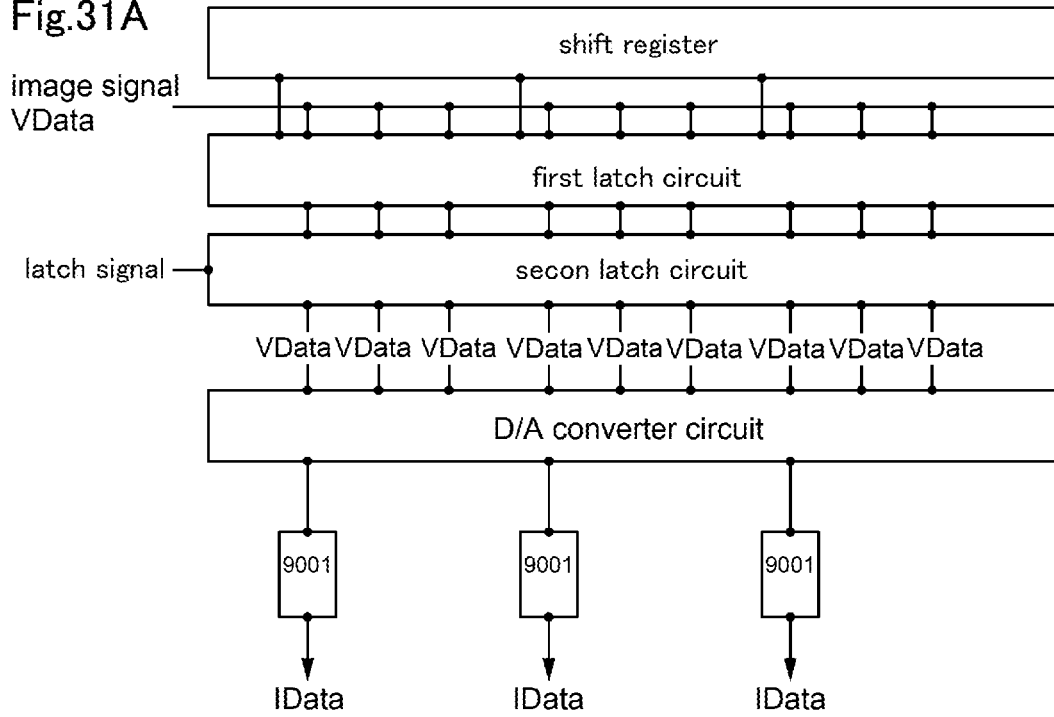 Fig.31A
shift register
image signal
VData
first latch circuit
latch signal
secon latch circuit
VData VData VData VData VData VData VData VData VData
D/A converter circuit
9001 9001 9001
IData IData IData